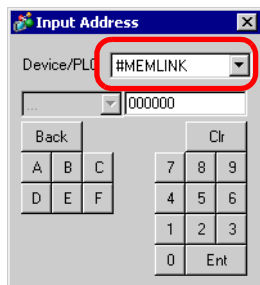 Input Address
Device/PLC #MEMLINK
... 000000
Back Clr
A B C 7 8 9
D E F 4 5 6
1 2 3
0 Ent